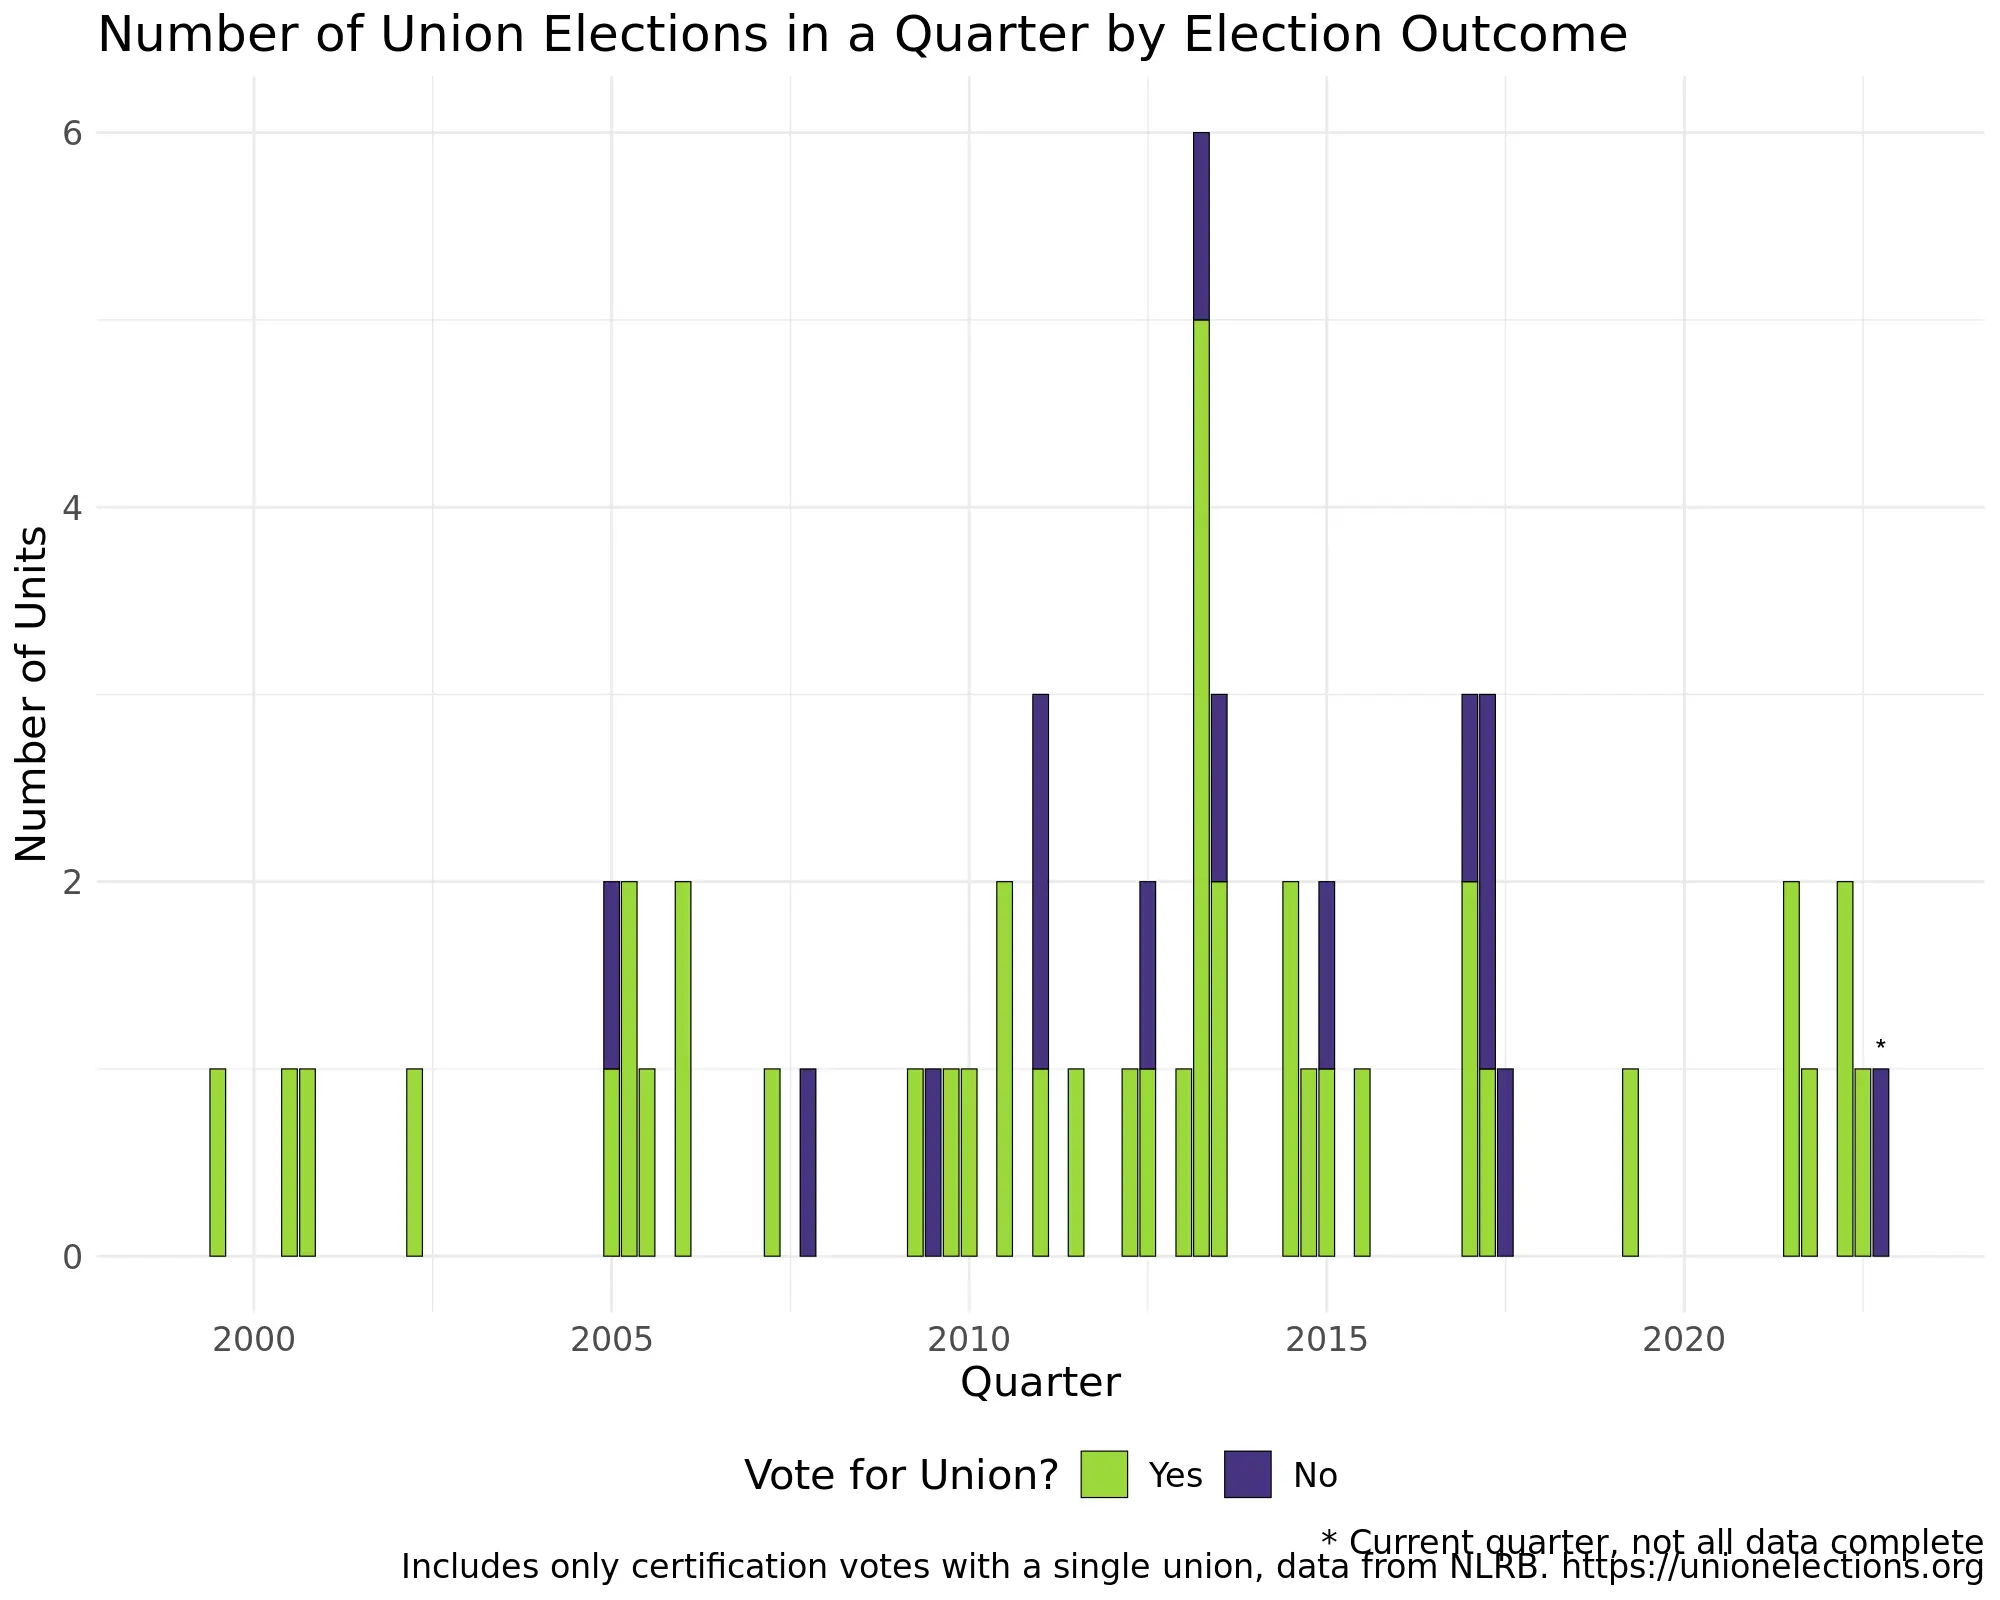 Number of Union Elections in a Quarter by Election Outcome
6
4
2
0
Number of Units
*
2000 2005 2010 2015 2020
Quarter
Vote for Union? Yes No
* Current quarter, not all data complete
Includes only certification votes with a single union, data from NLRB. https://unionelections.org